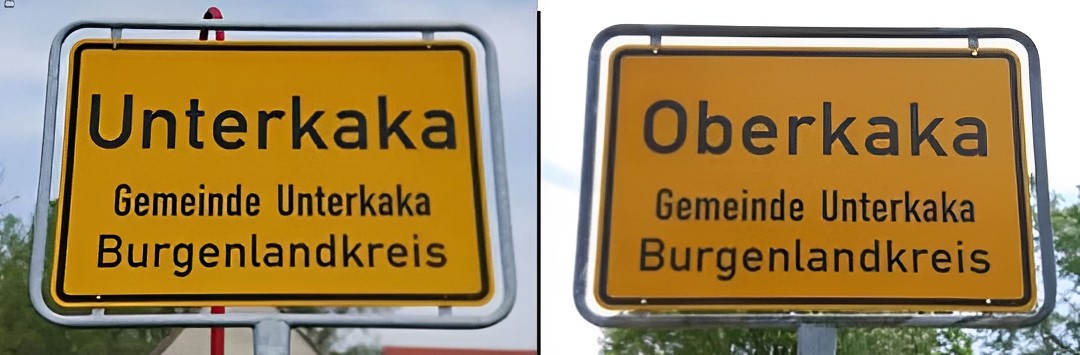 Unterkaka
Gemeinde Unterkaka
Burgenlandkreis
Oberkaka
Gemeinde Unterkaka
Burgenlandkreis